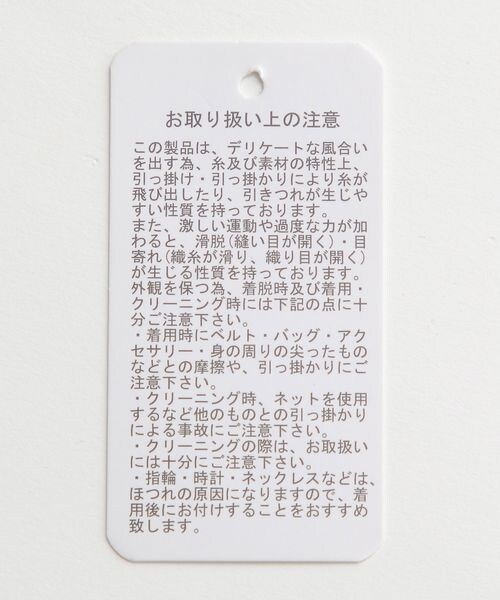 お取り扱い上の注意
この製品は、デリケートな風合い
を出す為、糸及び素材の特性上、
引っ掛け・引っ掛かりにより糸が
飛び出したり、引きつれが生じや
すい性質を持っております。
また、激しい運動や過度な力が加
わると、滑脱(縫い目が開く)・目
寄れ(織糸が滑り、織り目が開く)
が生じる性質を持っております。
外観を保つ為、着脱時及び着用・
クリーニング時には下記の点に十
分ご注意下さい。
・着用時にベルト・バッグ・アク
セサリー・身の周りの尖ったもの
などとの摩擦や、引っ掛かりにご
注意下さい。
・クリーニング時、ネットを使用
するなど他のものとの引っ掛かり
による事故にご注意下さい。
・クリーニングの際は、お取扱い
には十分にご注意下さい。
・指輪・時計・ネックレスなどは、
ほつれの原因になりますので、着
用後にお付けすることをおすすめ
致します。